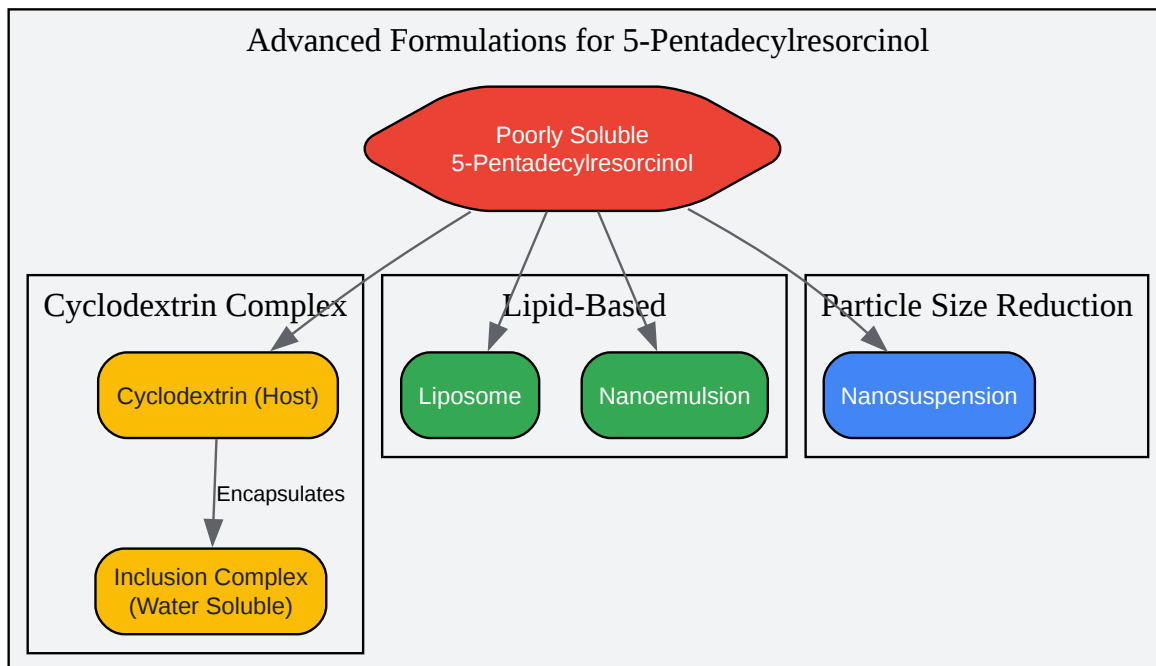 Advanced Formulations for 5-Pentadecylresorcinol
Poorly Soluble
5-Pentadecylresorcinol
Cyclodextrin Complex
Lipid-Based
Particle Size Reduction
Cyclodextrin (Host)
Liposome
Nanoemulsion
Nanosuspension
Encapsulates
Inclusion Complex
(Water Soluble)